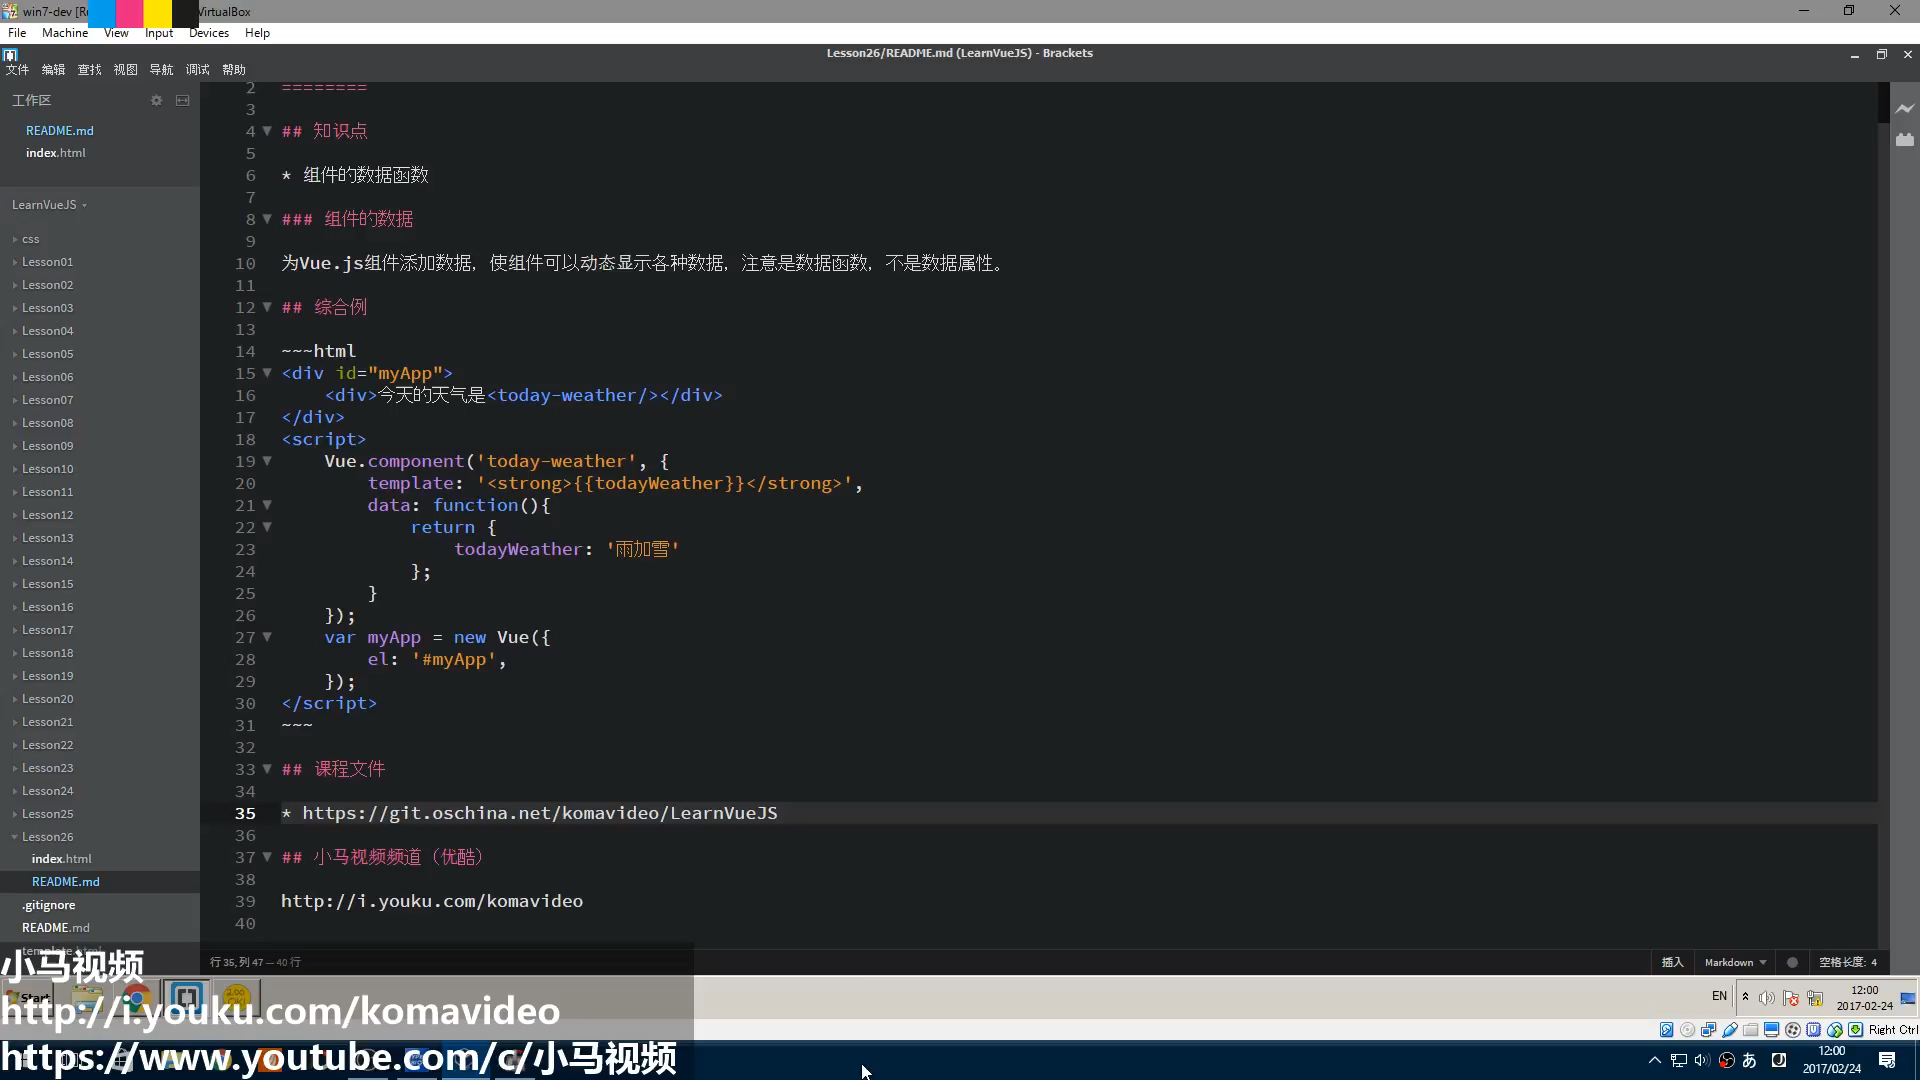 win7-dev [R VirtualBox
File Machine View Input Devices Help
Lesson26/README.md (LearnVueJS) - Brackets
文件 编辑 查找 视图 导航 调试 帮助
工作区
README.md
index.html
LearnVueJS
css
Lesson01
Lesson02
Lesson03
Lesson04
Lesson05
Lesson06
Lesson07
Lesson08
Lesson09
Lesson10
Lesson11
Lesson12
Lesson13
Lesson14
Lesson15
Lesson16
Lesson17
Lesson18
Lesson19
Lesson20
Lesson21
Lesson22
Lesson23
Lesson24
Lesson25
Lesson26
index.html
README.md
.gitignore
README.md
template.html
2 ========
3
4 ## 知识点
5
6 * 组件的数据函数
7
8 ### 组件的数据
9
10 为Vue.js组件添加数据，使组件可以动态显示各种数据，注意是数据函数，不是数据属性。
11
12 ## 综合例
13
14 ~~~html
15 <div id="myApp">
16     <div>今天的天气是<today-weather/></div>
17 </div>
18 <script>
19     Vue.component('today-weather', {
20         template: '<strong>{{todayWeather}}</strong>',
21         data: function(){
22             return {
23                 todayWeather: '雨加雪'
24             };
25         }
26     });
27     var myApp = new Vue({
28         el: '#myApp',
29     });
30 </script>
31 ~~~
32
33 ## 课程文件
34
35 * https://git.oschina.net/komavideo/LearnVueJS
36
37 ## 小马视频频道（优酷）
38
39 http://i.youku.com/komavideo
40
行 35, 列 47 — 40 行
插入 Markdown 空格长度: 4
小马视频
http://i.youku.com/komavideo
https://www.youtube.com/c/小马视频
Start
EN 12:00
2017-02-24
Right Ctrl
あ 12:00
2017/02/24